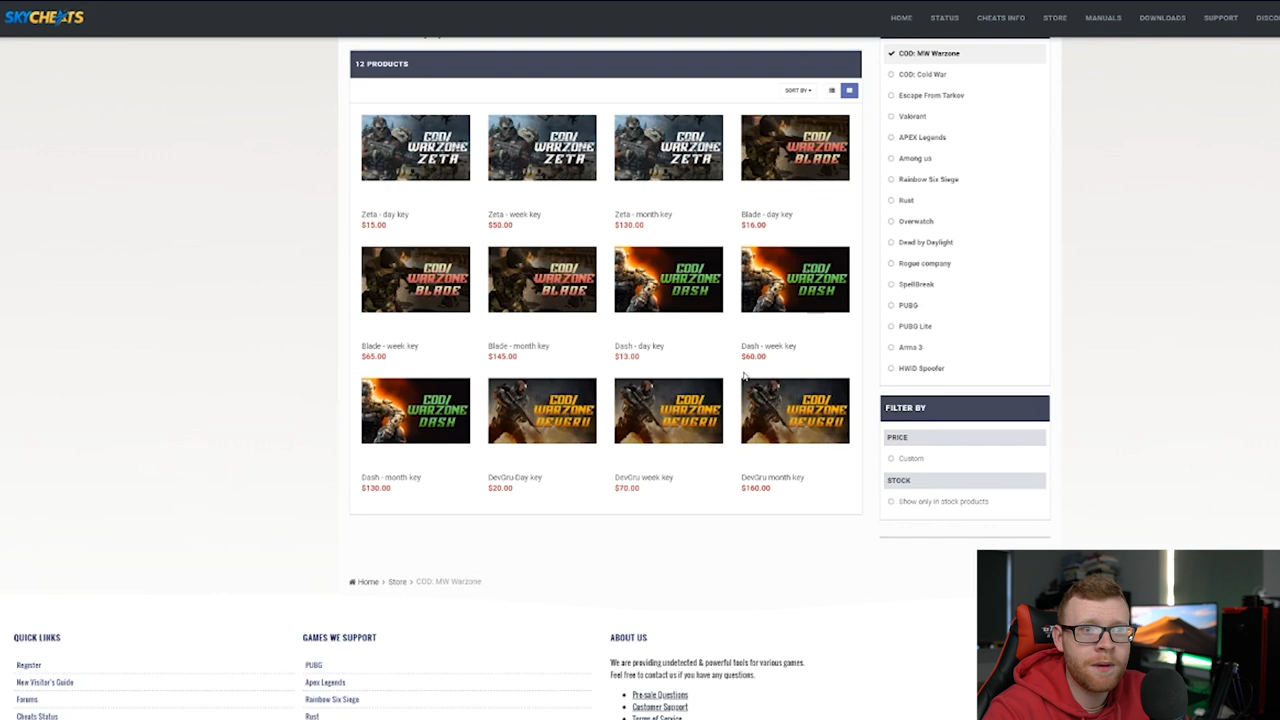 SKYCHEATS
HOME STATUS CHEATS INFO STORE MANUALS DOWNLOADS SUPPORT
12 PRODUCTS
SORT BY
COD/ WARZONE ZETA
COD/ WARZONE ZETA
COD/ WARZONE ZETA
COD/ WARZONE BLADE
Zeta - day key
$15.00
Zeta - week key
$50.00
Zeta - month key
$130.00
Blade - day key
$16.00
COD/ WARZONE BLADE
COD/ WARZONE BLADE
COD/ WARZONE DASH
COD/ WARZONE DASH
Blade - week key
$65.00
Blade - month key
$145.00
Dash - day key
$13.00
Dash - week key
$60.00
COD/ WARZONE DASH
COD/ WARZONE DEVGRU
COD/ WARZONE DEVGRU
COD/ WARZONE DEVGRU
Dash - month key
$130.00
DevGru-Day key
$20.00
DevGru week key
$70.00
DevGru month key
$160.00
COD: MW Warzone
COD: Cold War
Escape From Tarkov
Valorant
APEX Legends
Among us
Rainbow Six Siege
Rust
Overwatch
Dead by Daylight
Rogue company
SpellBreak
PUBG
PUBG Lite
Arma 3
HWID Spoofer
FILTER BY
PRICE
Custom
STOCK
Show only in stock products
Home > Store > COD: MW Warzone
QUICK LINKS
Register
New Visitor's Guide
Forums
Cheats Status
GAMES WE SUPPORT
PUBG
Apex Legends
Rainbow Six Siege
Rust
ABOUT US
We are providing undetected & powerful tools for various games.
Feel free to contact us if you have any questions.
Pre-sale Questions
Customer Support
Terms of Service